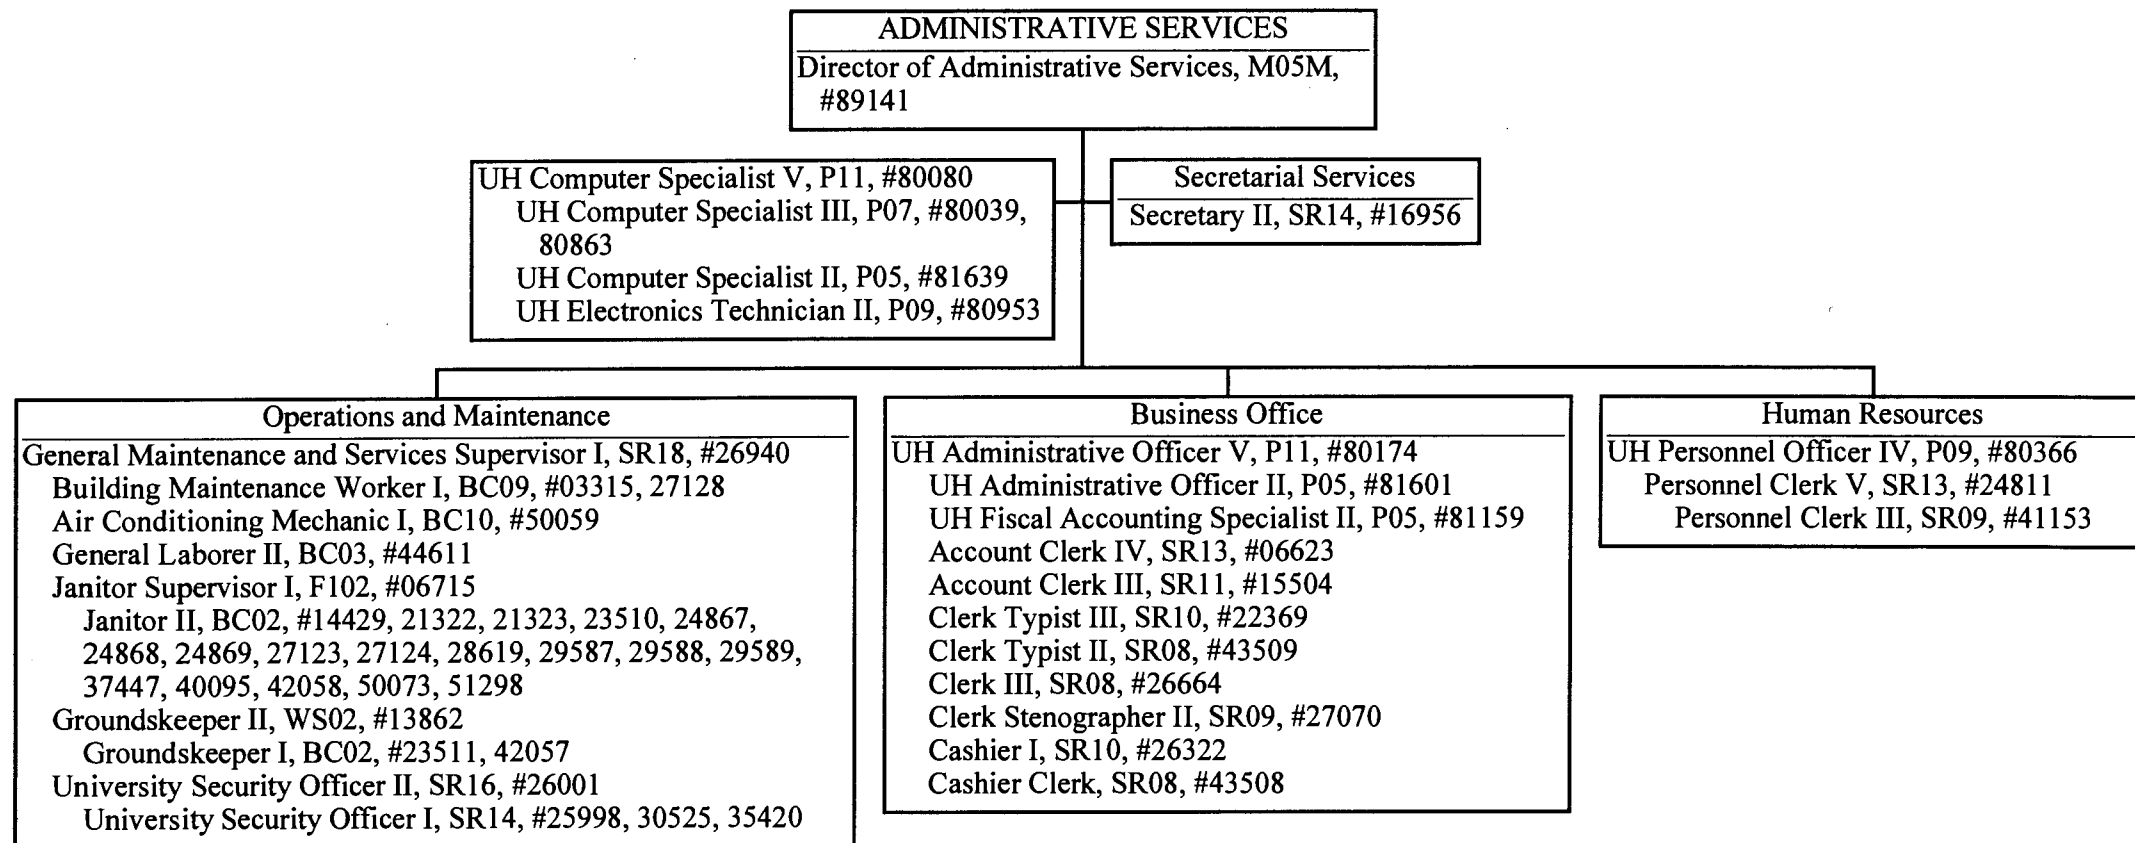 ADMINISTRATIVE SERVICES
Director of Administrative Services, M05M,
#89141
UH Computer Specialist V, P11, #80080
UH Computer Specialist III, P07, #80039,
80863
UH Computer Specialist II, P05, #81639
UH Electronics Technician II, P09, #80953
Secretarial Services
Secretary II, SR14, #16956
Operations and Maintenance
General Maintenance and Services Supervisor I, SR18, #26940
Building Maintenance Worker I, BC09, #03315, 27128
Air Conditioning Mechanic I, BC10, #50059
General Laborer II, BC03, #44611
Janitor Supervisor I, F102, #06715
Janitor II, BC02, #14429, 21322, 21323, 23510, 24867,
24868, 24869, 27123, 27124, 28619, 29587, 29588, 29589,
37447, 40095, 42058, 50073, 51298
Groundskeeper II, WS02, #13862
Groundskeeper I, BC02, #23511, 42057
University Security Officer II, SR16, #26001
University Security Officer I, SR14, #25998, 30525, 35420
Business Office
UH Administrative Officer V, P11, #80174
UH Administrative Officer II, P05, #81601
UH Fiscal Accounting Specialist II, P05, #81159
Account Clerk IV, SR13, #06623
Account Clerk III, SR11, #15504
Clerk Typist III, SR10, #22369
Clerk Typist II, SR08, #43509
Clerk III, SR08, #26664
Clerk Stenographer II, SR09, #27070
Cashier I, SR10, #26322
Cashier Clerk, SR08, #43508
Human Resources
UH Personnel Officer IV, P09, #80366
Personnel Clerk V, SR13, #24811
Personnel Clerk III, SR09, #41153